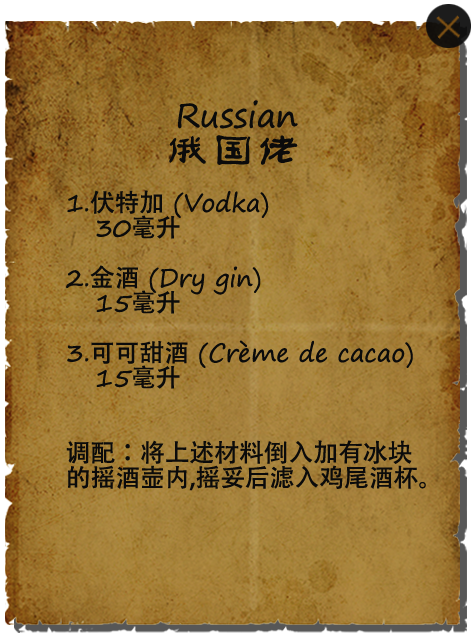 Russian
俄国佬
1.伏特加 (Vodka)
30毫升
2.金酒 (Dry gin)
15毫升
3.可可甜酒 (Crème de cacao)
15毫升
调配：将上述材料倒入加有冰块
的摇酒壶内,摇妥后滤入鸡尾酒杯。